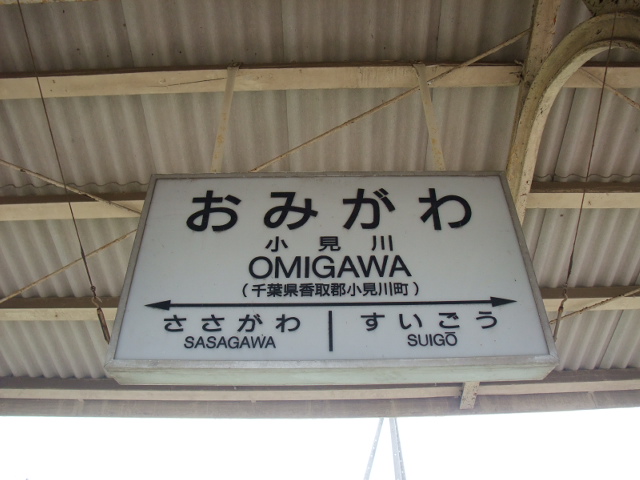 おみがわ
小見川
OMIGAWA
(千葉県香取郡小見川町)
ささがわ すいごう
SASAGAWA SUIGŌ